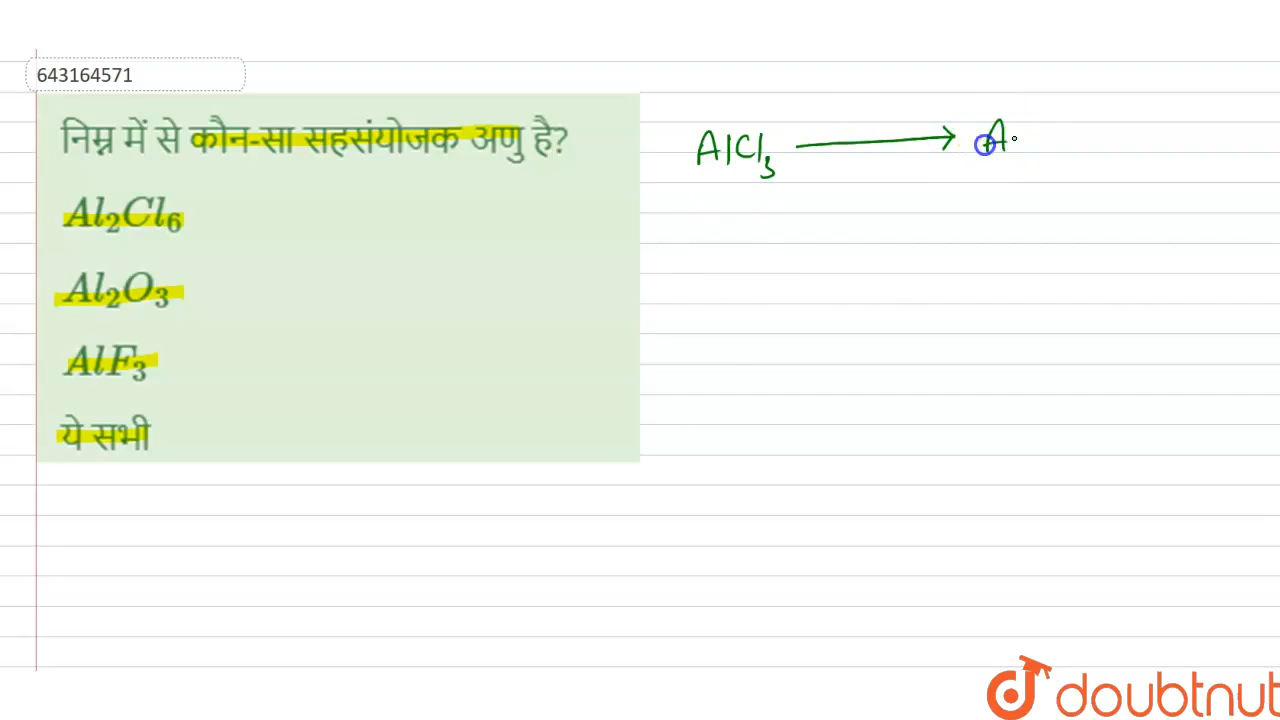 643164571
निम्न में से कौन-सा सहसंयोजक अणु है?
Al₂Cl₆
Al₂O₃
AlF₃
ये सभी
AlCl₃ → A
doubtnut